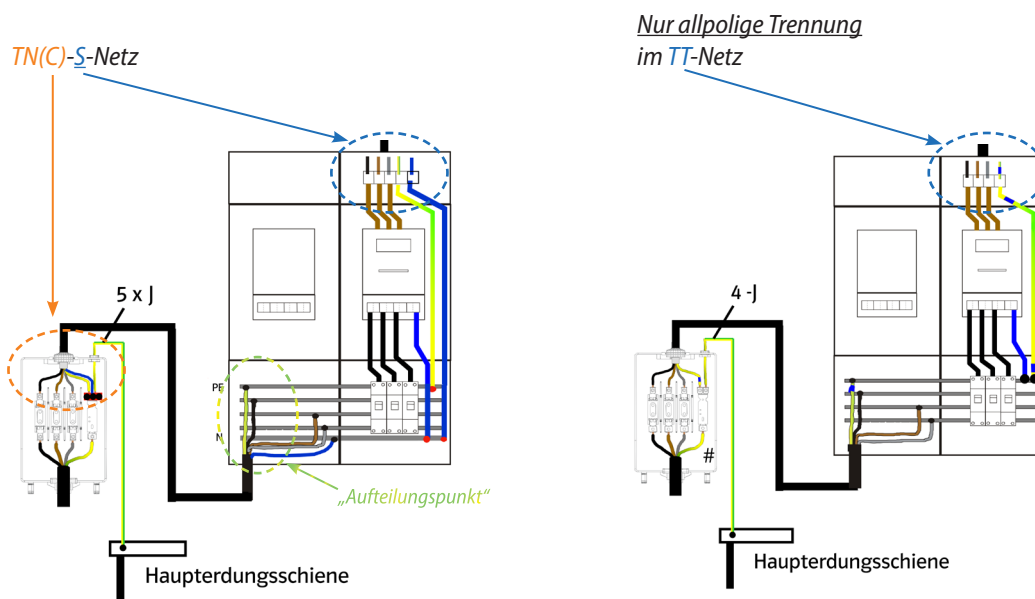 TN(C)-S-Netz
5 x J
PE
N
„Aufteilungspunkt“
Haupterdungsschiene
Nur allpolige Trennung
im TT-Netz
4 -J
#
Haupterdungsschiene